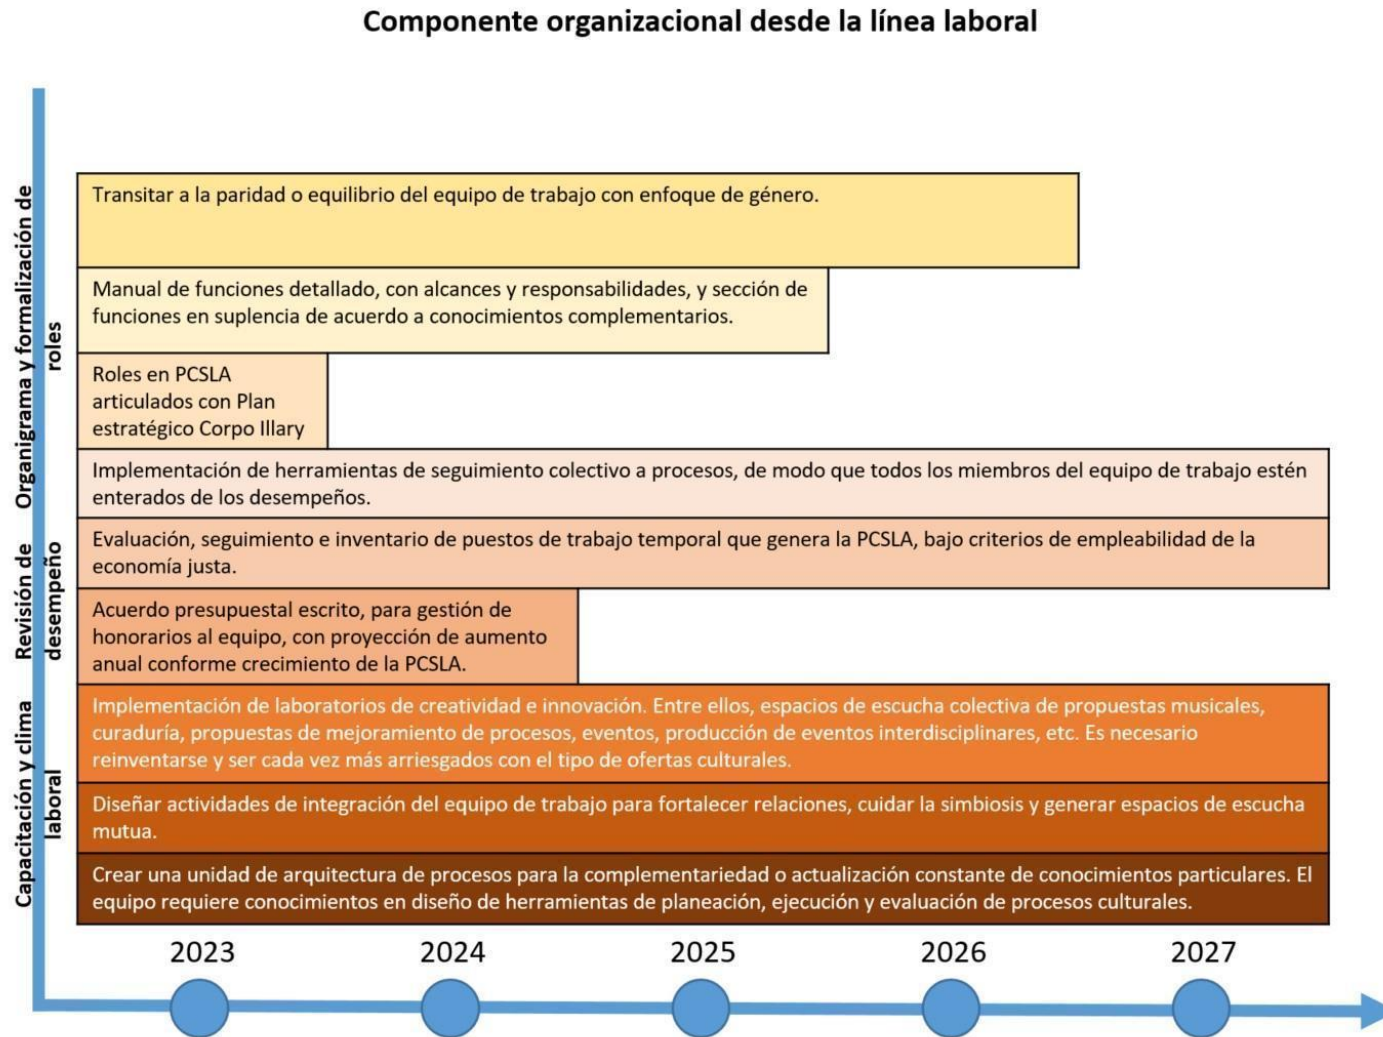 Componente organizacional desde la línea laboral
Organigrama y formalización de
roles
Transitar a la paridad o equilibrio del equipo de trabajo con enfoque de género.
Manual de funciones detallado, con alcances y responsabilidades, y sección de
funciones en suplencia de acuerdo a conocimientos complementarios.
Roles en PCSLA
articulados con Plan
estratégico Corpo Illary
Revisión de
desempeño
Implementación de herramientas de seguimiento colectivo a procesos, de modo que todos los miembros del equipo de trabajo estén
enterados de los desempeños.
Evaluación, seguimiento e inventario de puestos de trabajo temporal que genera la PCSLA, bajo criterios de empleabilidad de la
economía justa.
Acuerdo presupuestal escrito, para gestión de
honorarios al equipo, con proyección de aumento
anual conforme crecimiento de la PCSLA.
Capacitación y clima
laboral
Implementación de laboratorios de creatividad e innovación. Entre ellos, espacios de escucha colectiva de propuestas musicales,
curaduría, propuestas de mejoramiento de procesos, eventos, producción de eventos interdisciplinares, etc. Es necesario
reinventarse y ser cada vez más arriesgados con el tipo de ofertas culturales.
Diseñar actividades de integración del equipo de trabajo para fortalecer relaciones, cuidar la simbiosis y generar espacios de escucha
mutua.
Crear una unidad de arquitectura de procesos para la complementariedad o actualización constante de conocimientos particulares. El
equipo requiere conocimientos en diseño de herramientas de planeación, ejecución y evaluación de procesos culturales.
2023 2024 2025 2026 2027